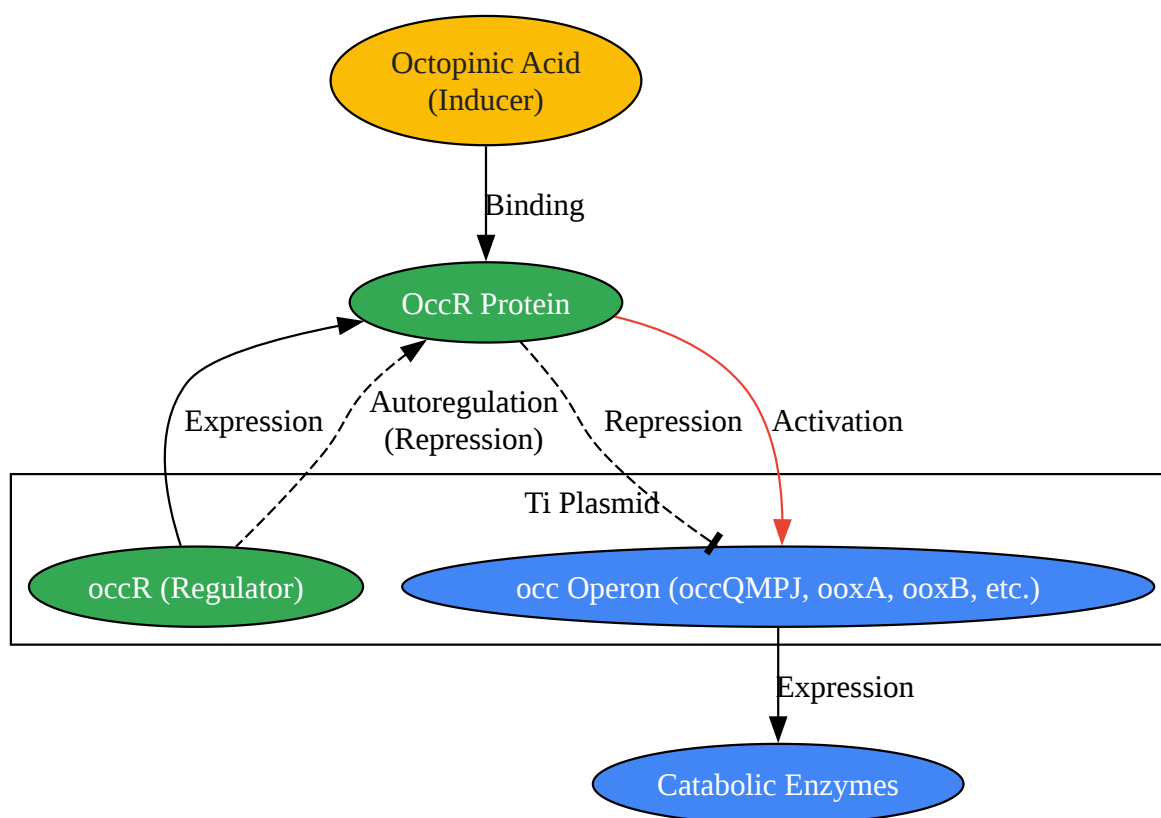 Octopinic Acid
(Inducer)
Binding
OccR Protein
Expression
Autoregulation
(Repression)
Repression
Activation
Ti Plasmid
occR (Regulator)
occ Operon (occQMPJ, ooxA, ooxB, etc.)
Expression
Catabolic Enzymes